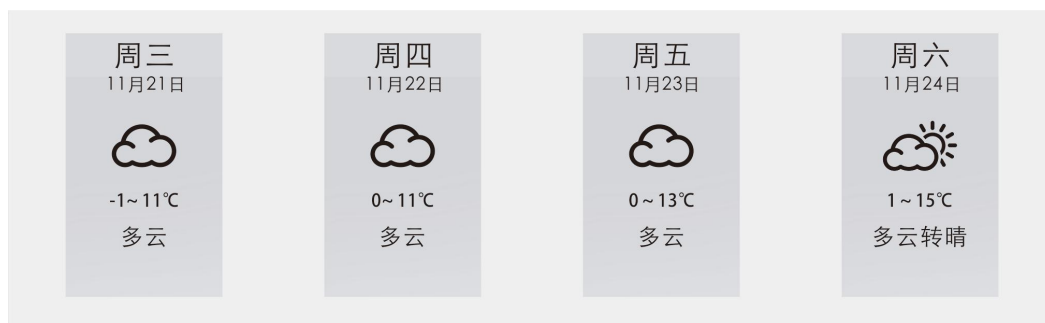 周三
11月21日
-1~11℃
多云
周四
11月22日
0~11℃
多云
周五
11月23日
0~13℃
多云
周六
11月24日
1~15℃
多云转晴